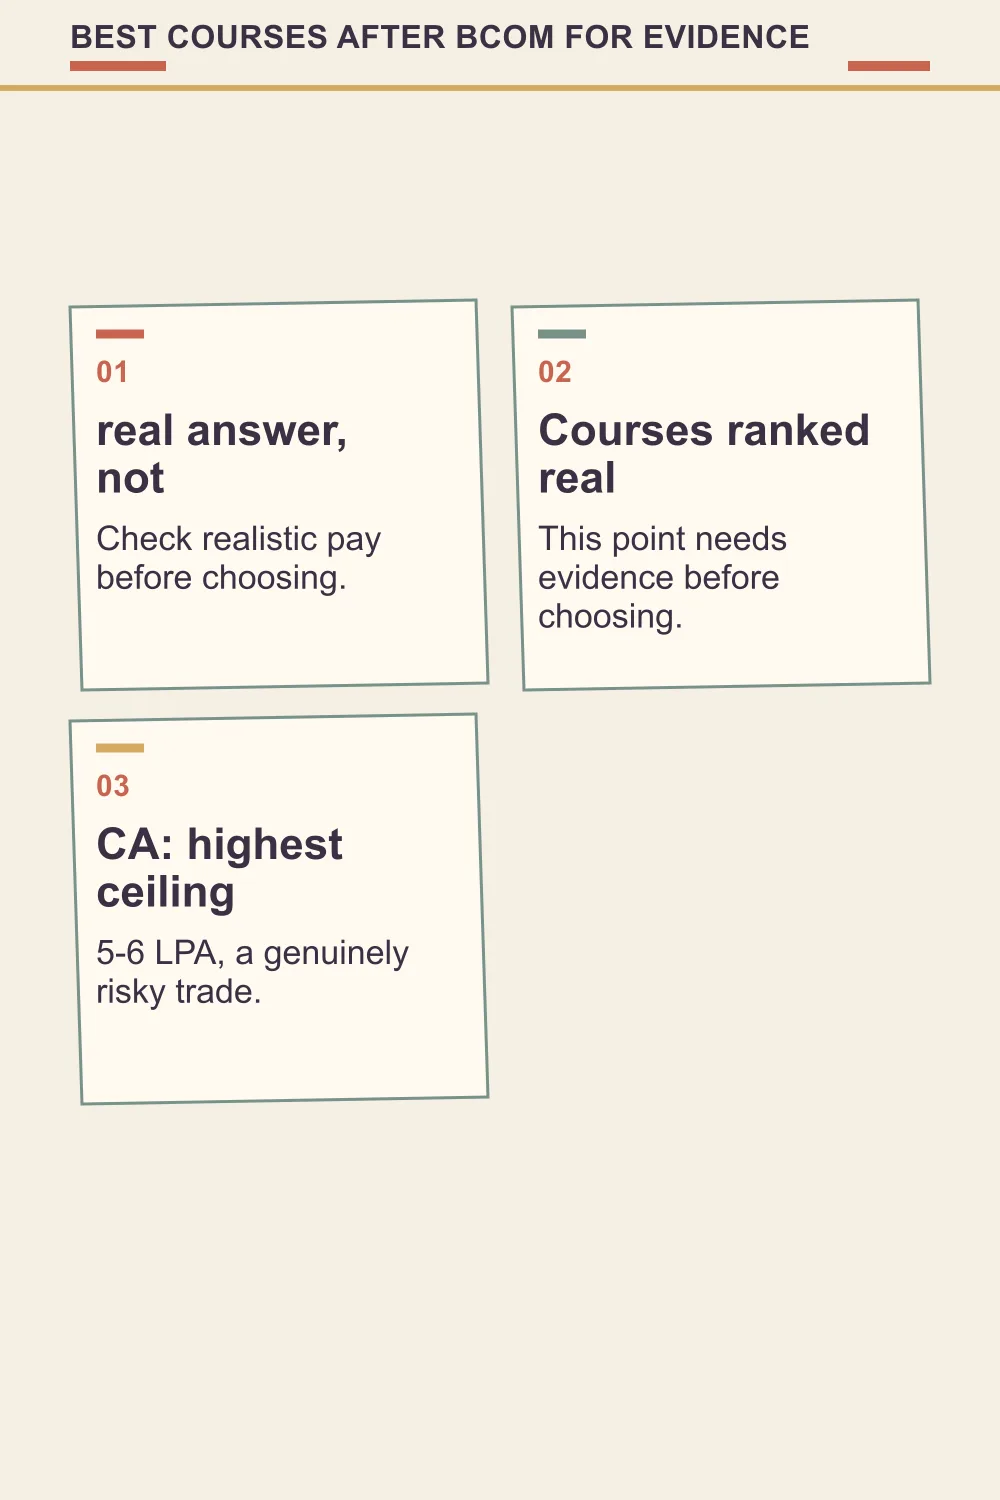 BEST COURSES AFTER BCOM FOR EVIDENCE
01
real answer,
not
Check realistic pay
before choosing.
02
Courses ranked
real
This point needs
evidence before
choosing.
03
CA: highest
ceiling
5-6 LPA, a genuinely
risky trade.